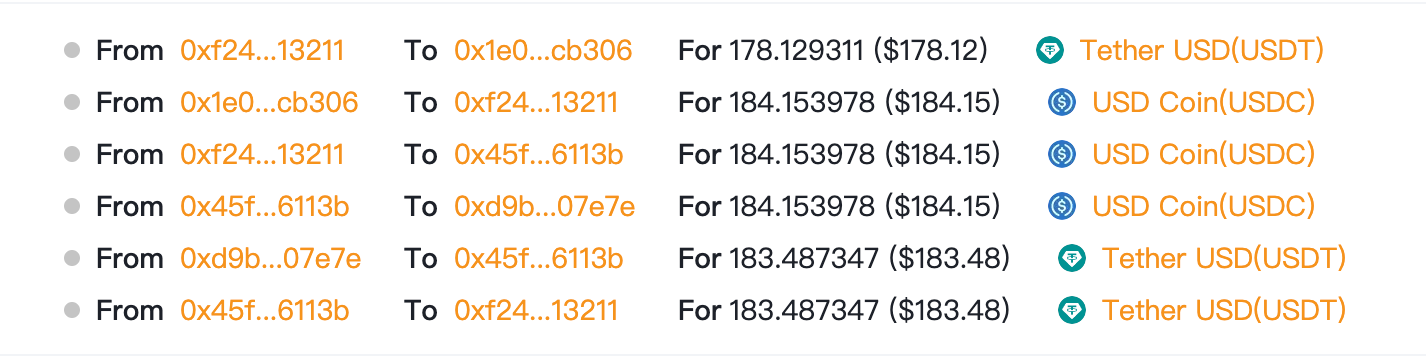 From 0xf24...13211 To 0x1e0...cb306 For 178.129311 ($178.12) Tether USD(USDT)
From 0x1e0...cb306 To 0xf24...13211 For 184.153978 ($184.15) USD Coin(USDC)
From 0xf24...13211 To 0x45f...6113b For 184.153978 ($184.15) USD Coin(USDC)
From 0x45f...6113b To 0xd9b...07e7e For 184.153978 ($184.15) USD Coin(USDC)
From 0xd9b...07e7e To 0x45f...6113b For 183.487347 ($183.48) Tether USD(USDT)
From 0x45f...6113b To 0xf24...13211 For 183.487347 ($183.48) Tether USD(USDT)